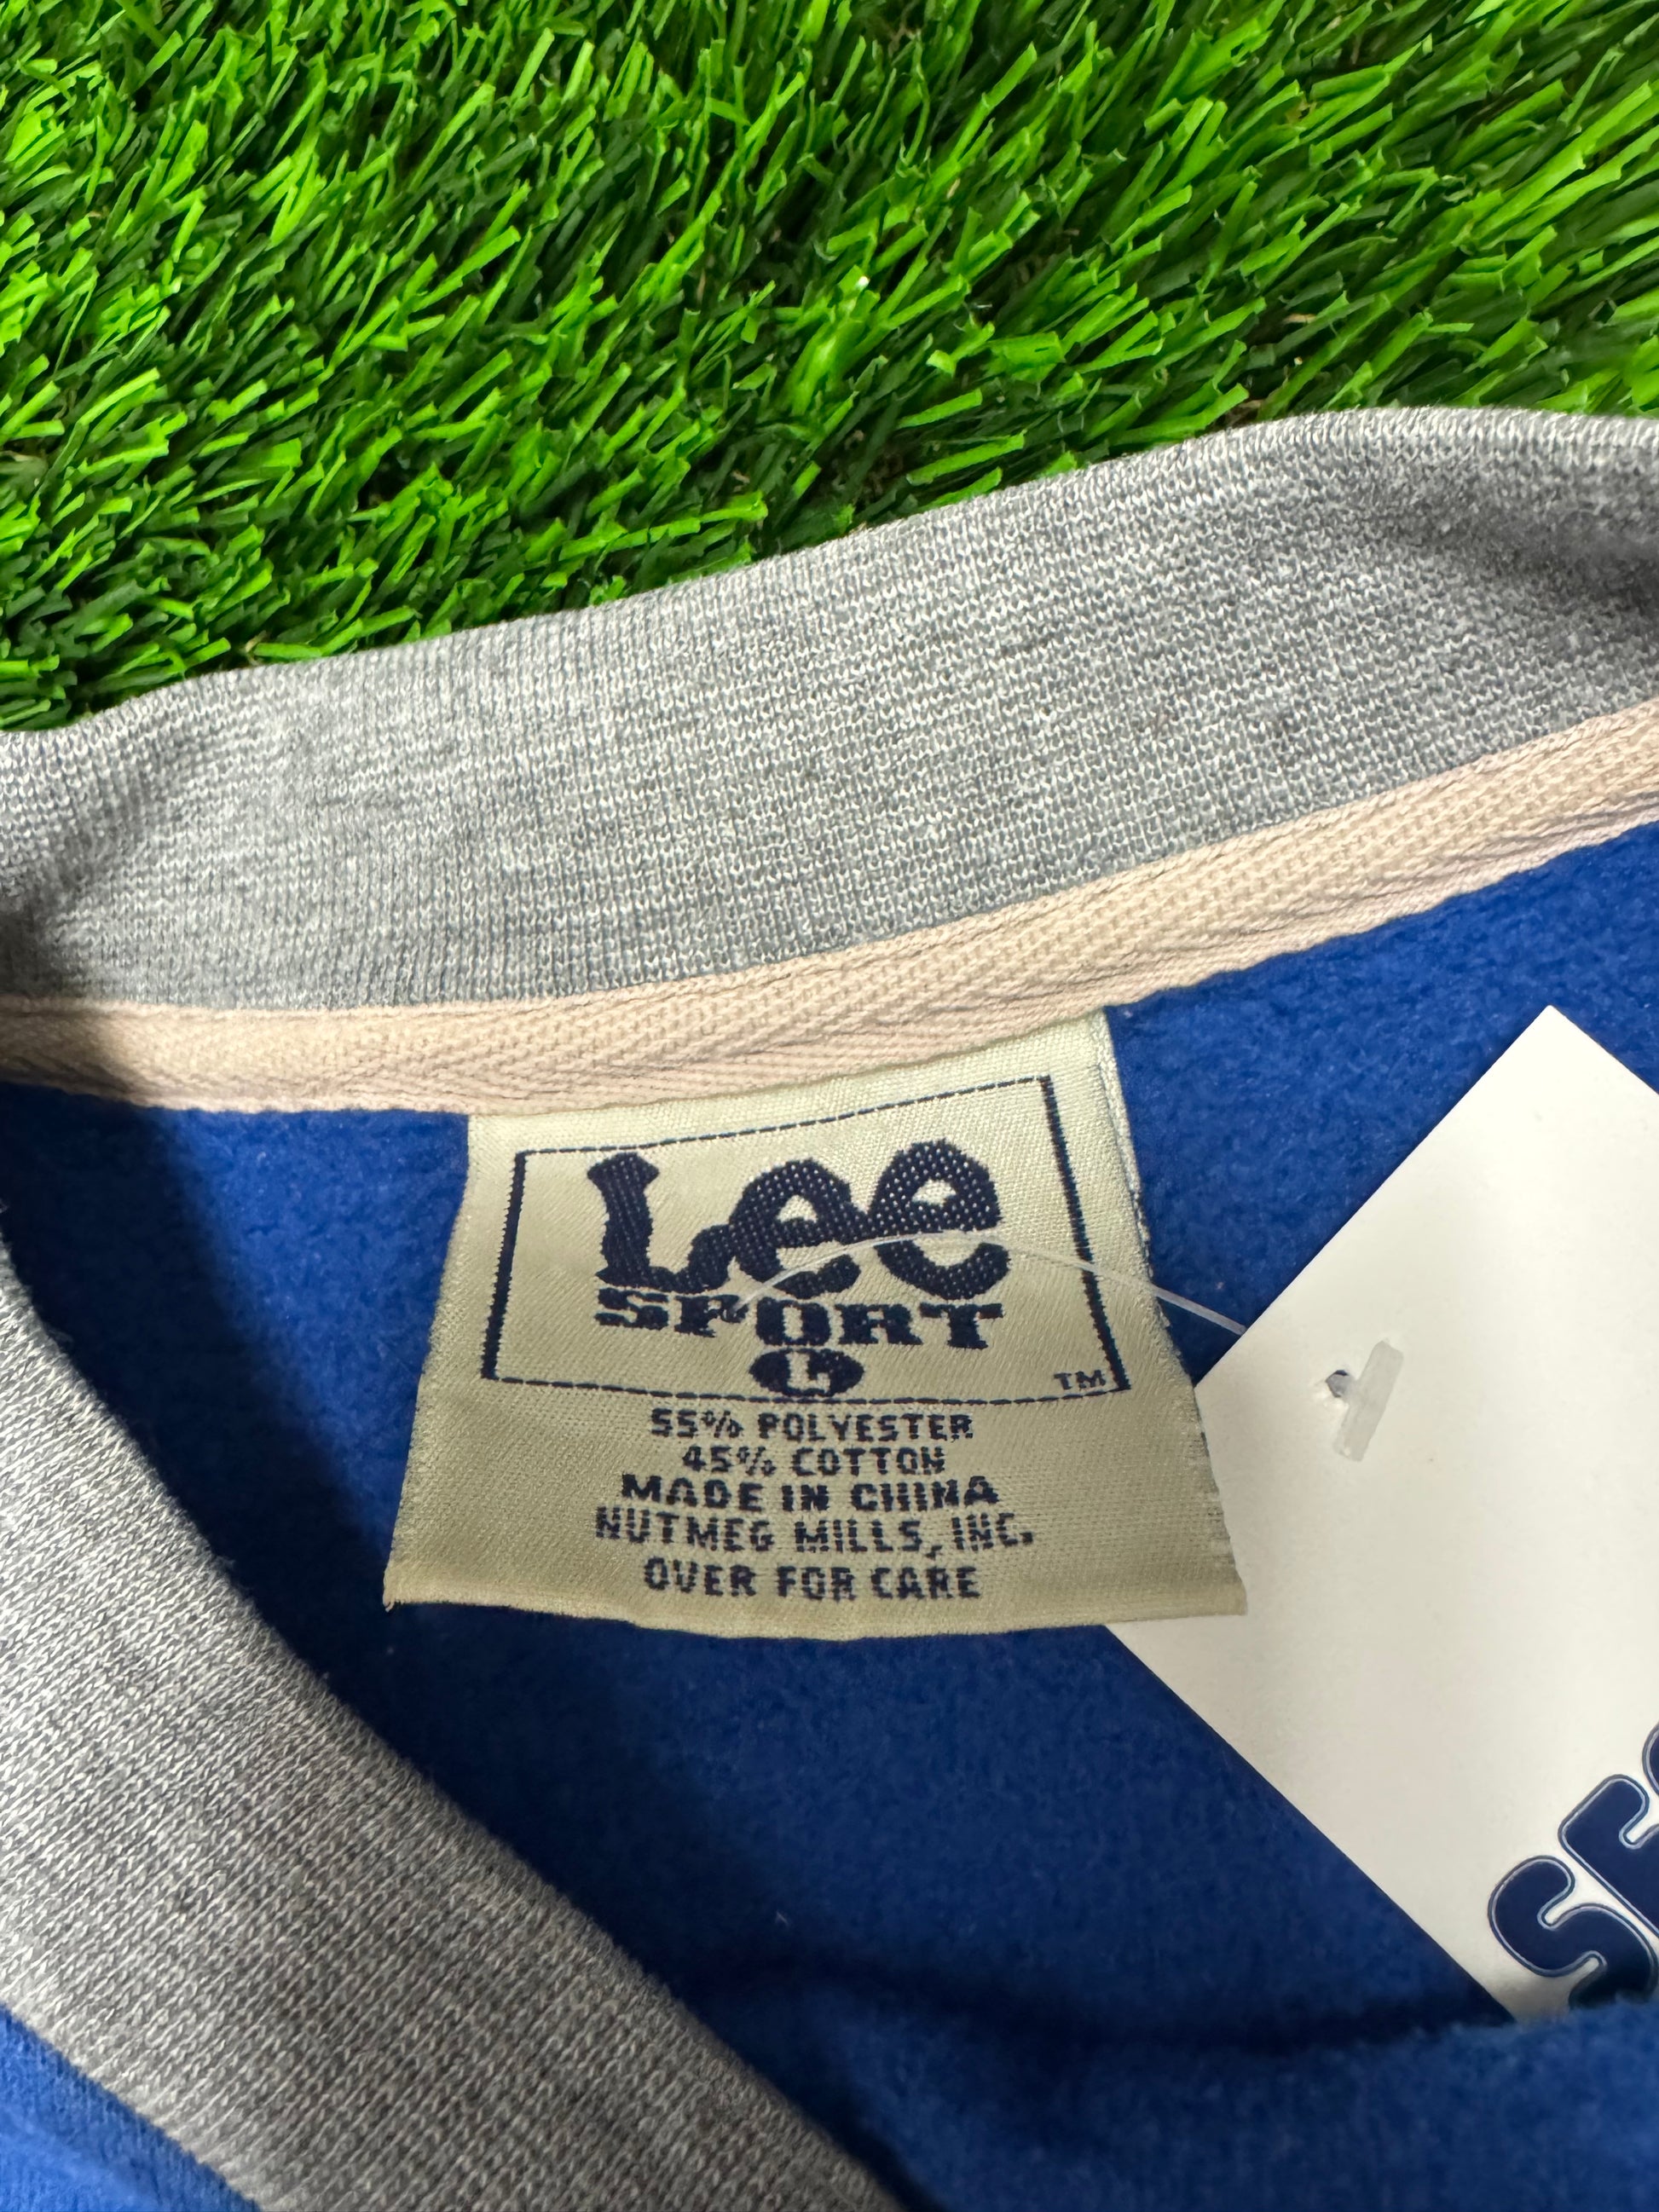 Lee
SPORT
L
TM
55% POLYESTER
45% COTTON
MADE IN CHINA
NUTMEG MILLS, INC.
OVER FOR CARE